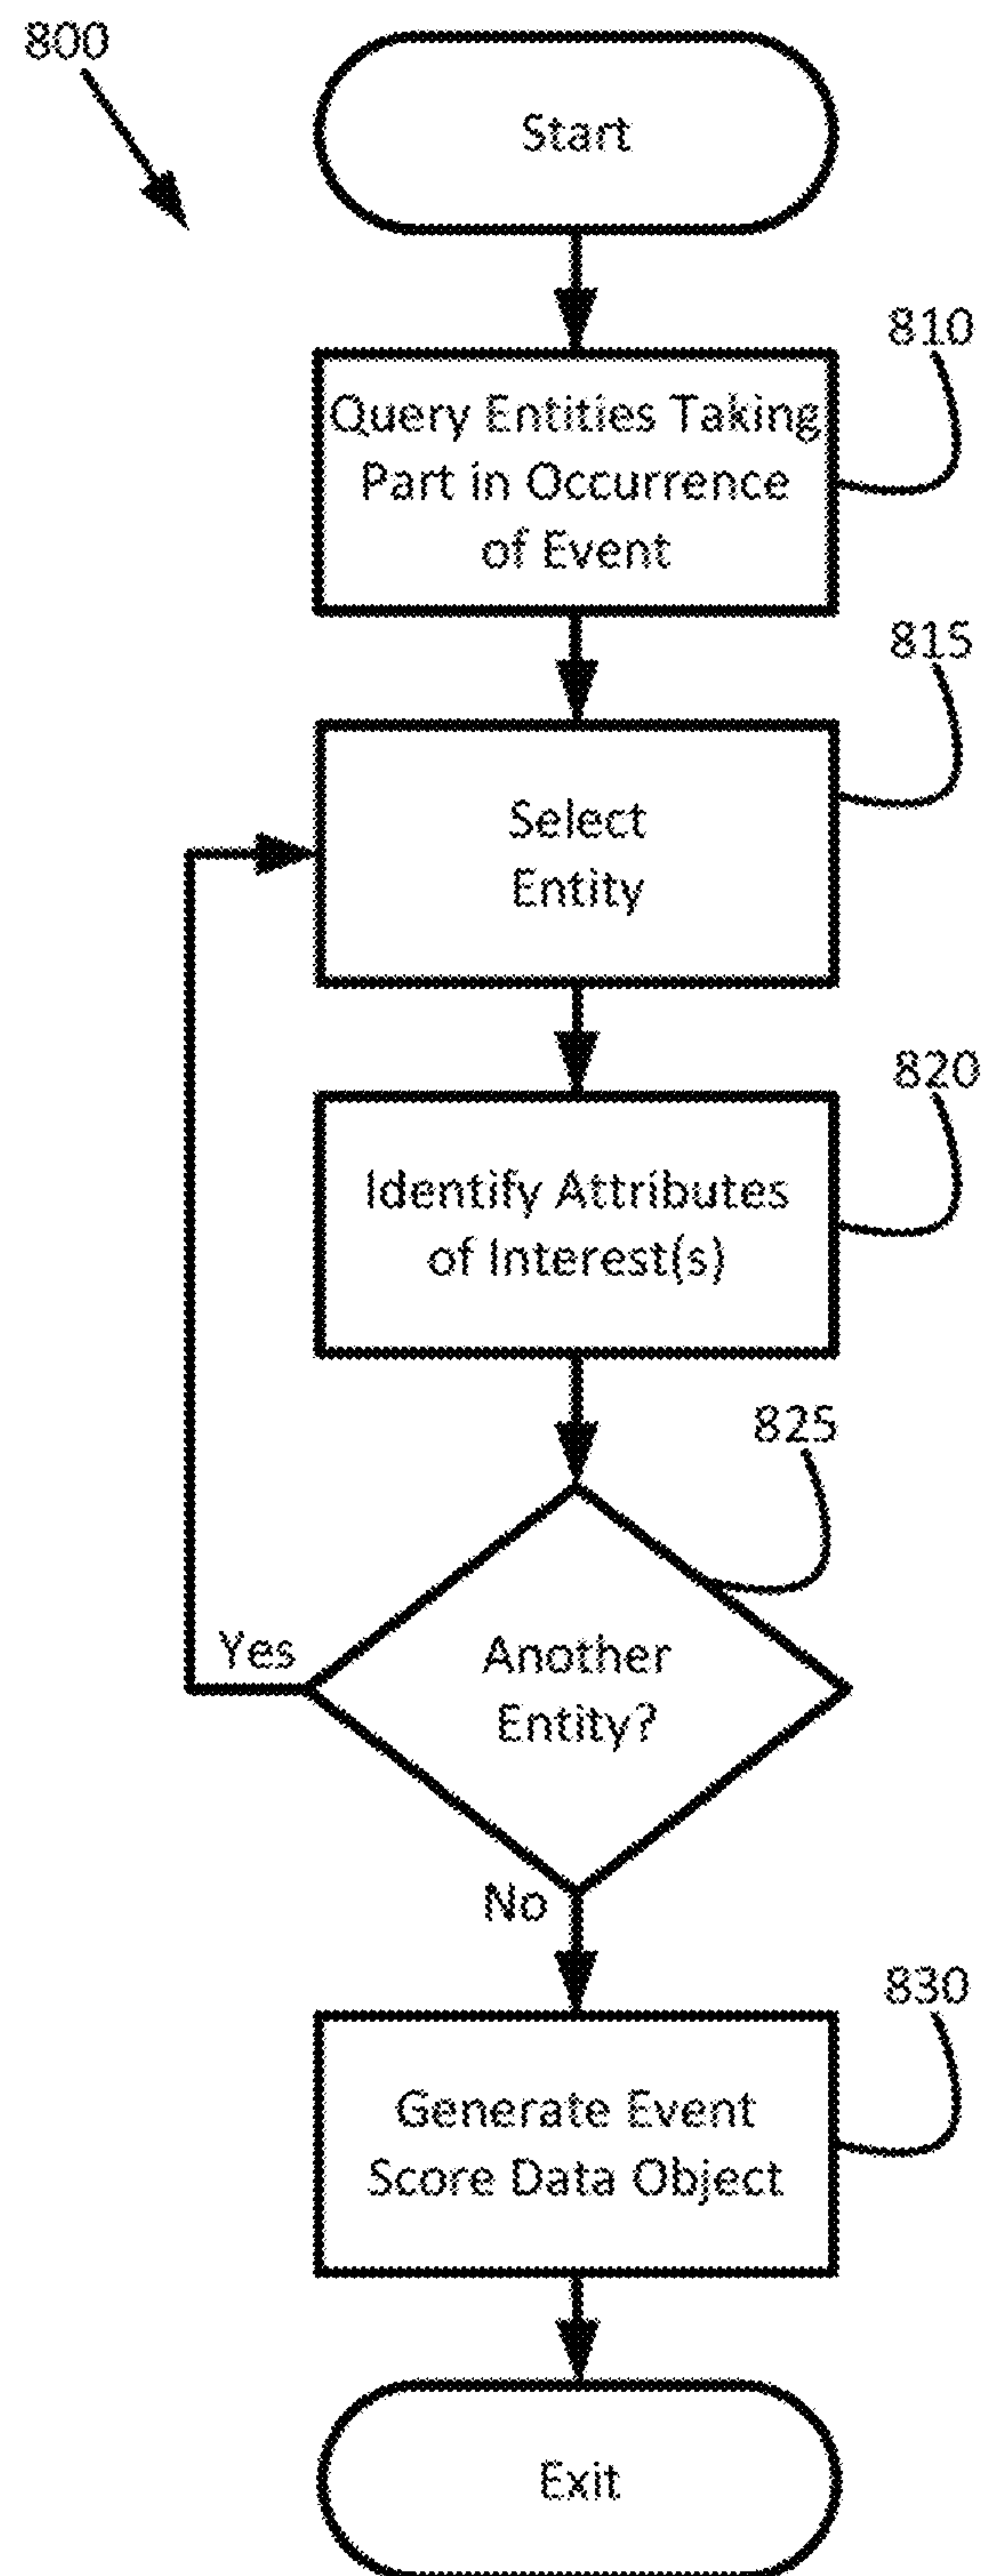 800
Start
810
Query Entities Taking
Part in Occurrence
of Event
815
Select
Entity
820
Identify Attributes
of Interest(s)
825
Yes
Another
Entity?
No
830
Generate Event
Score Data Object
Exit